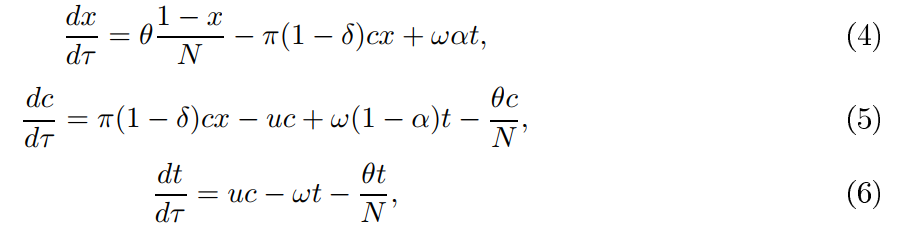 dx/dτ = θ (1 − x)/N − π(1 − δ)cx + ωαt, (4)
dc/dτ = π(1 − δ)cx − uc + ω(1 − α)t − θc/N, (5)
dt/dτ = uc − ωt − θt/N, (6)